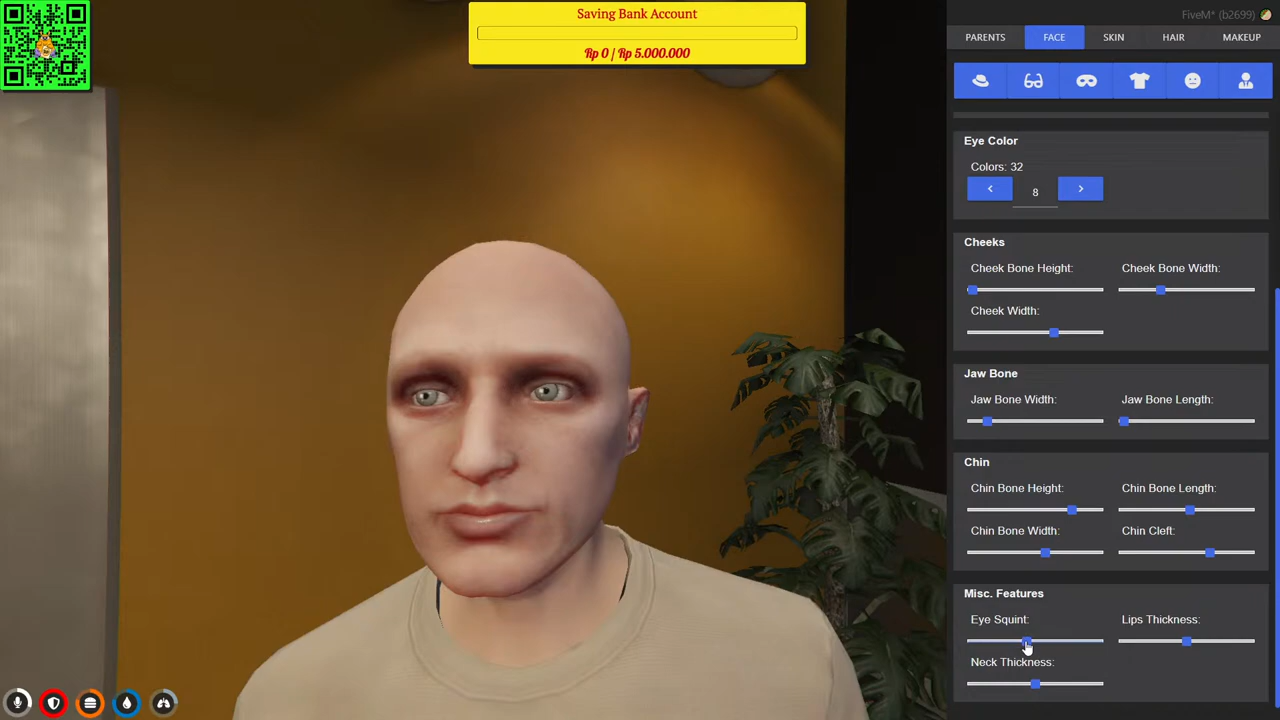 Saving Bank Account
Rp 0 / Rp 5.000.000
FiveM* (b2699)
PARENTS
FACE
SKIN
HAIR
MAKEUP
Eye Color
Colors: 32
<
8
>
Cheeks
Cheek Bone Height:
Cheek Bone Width:
Cheek Width:
Jaw Bone
Jaw Bone Width:
Jaw Bone Length:
Chin
Chin Bone Height:
Chin Bone Length:
Chin Bone Width:
Chin Cleft:
Misc. Features
Eye Squint:
Lips Thickness:
Neck Thickness: